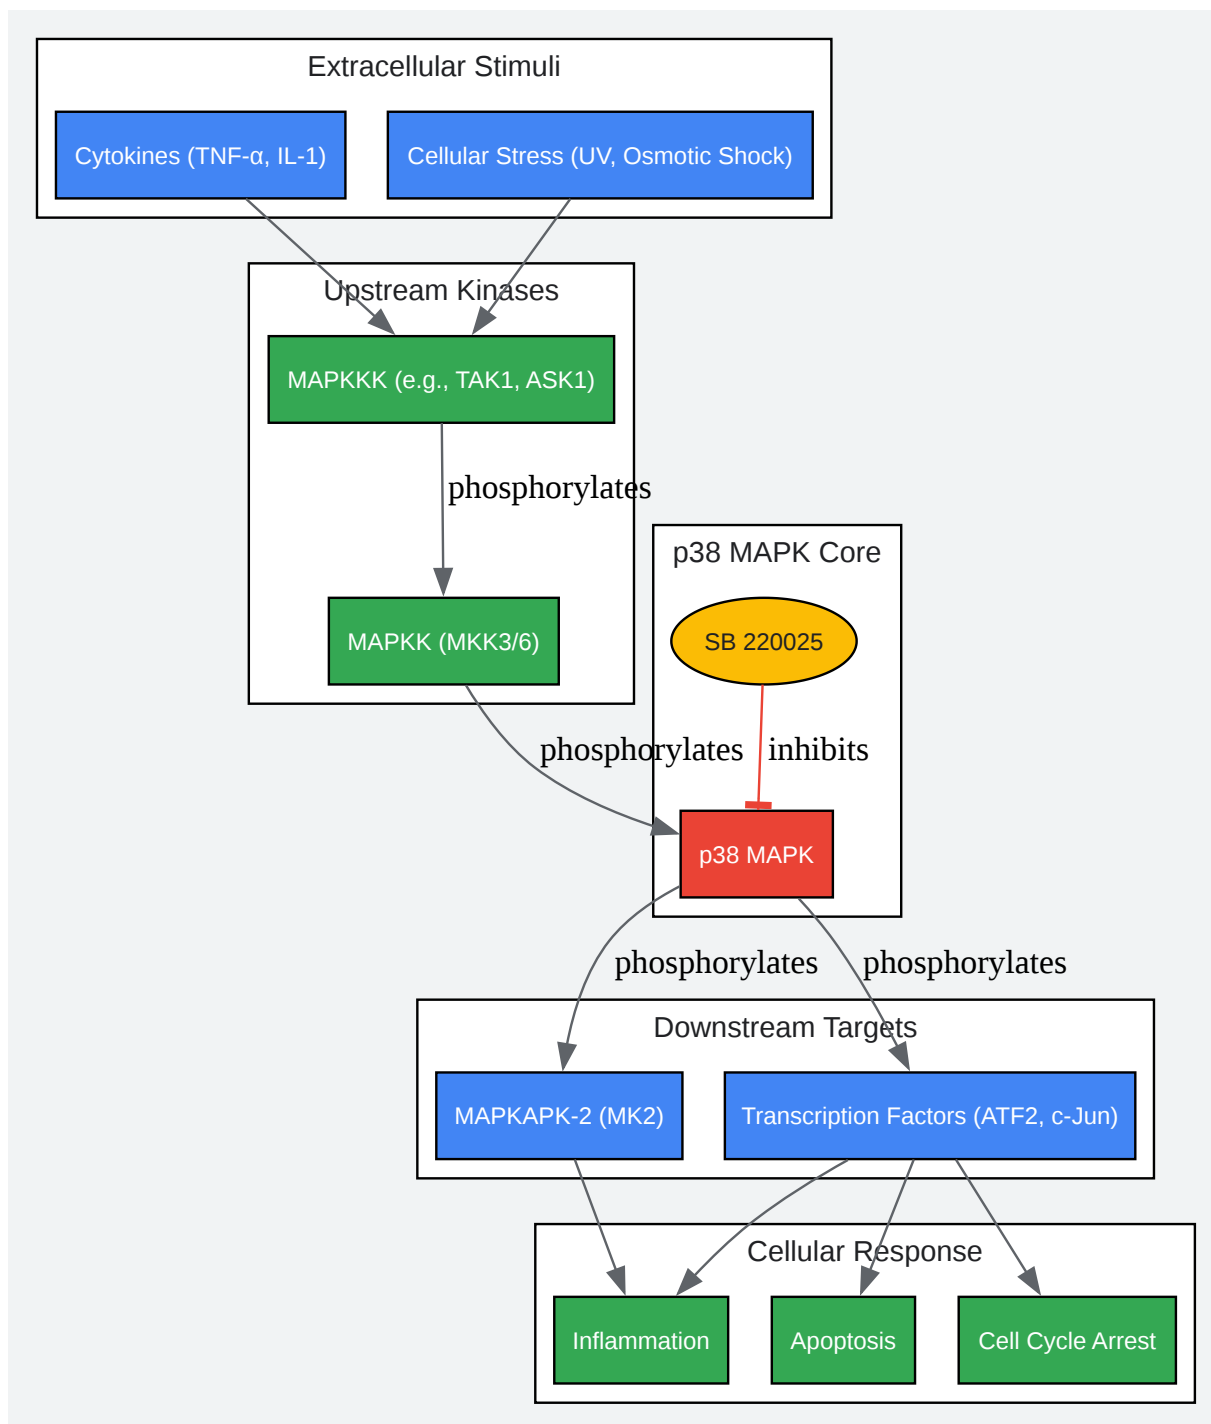 Extracellular Stimuli
Cytokines (TNF-α, IL-1)
Cellular Stress (UV, Osmotic Shock)
Upstream Kinases
MAPKKK (e.g., TAK1, ASK1)
phosphorylates
p38 MAPK Core
MAPKK (MKK3/6)
SB 220025
phosphorylates
inhibits
p38 MAPK
phosphorylates
phosphorylates
Downstream Targets
MAPKAPK-2 (MK2)
Transcription Factors (ATF2, c-Jun)
Cellular Response
Inflammation
Apoptosis
Cell Cycle Arrest